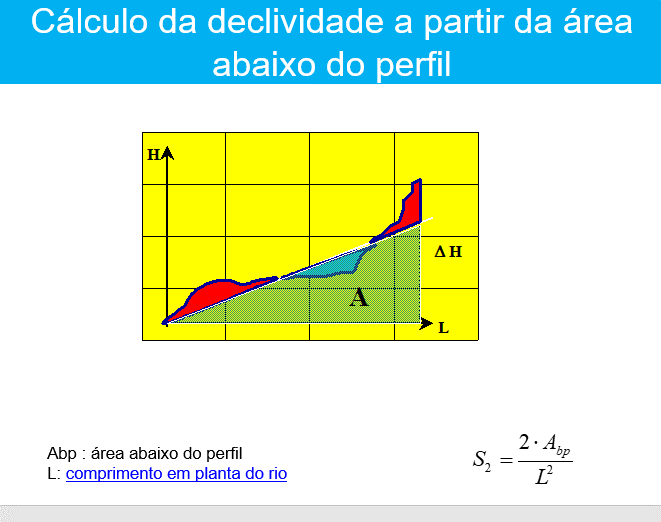 Cálculo da declividade a partir da área
abaixo do perfil
H
Δ H
A
L
Abp : área abaixo do perfil
L: comprimento em planta do rio
S₂ = 2 · A_bp / L²